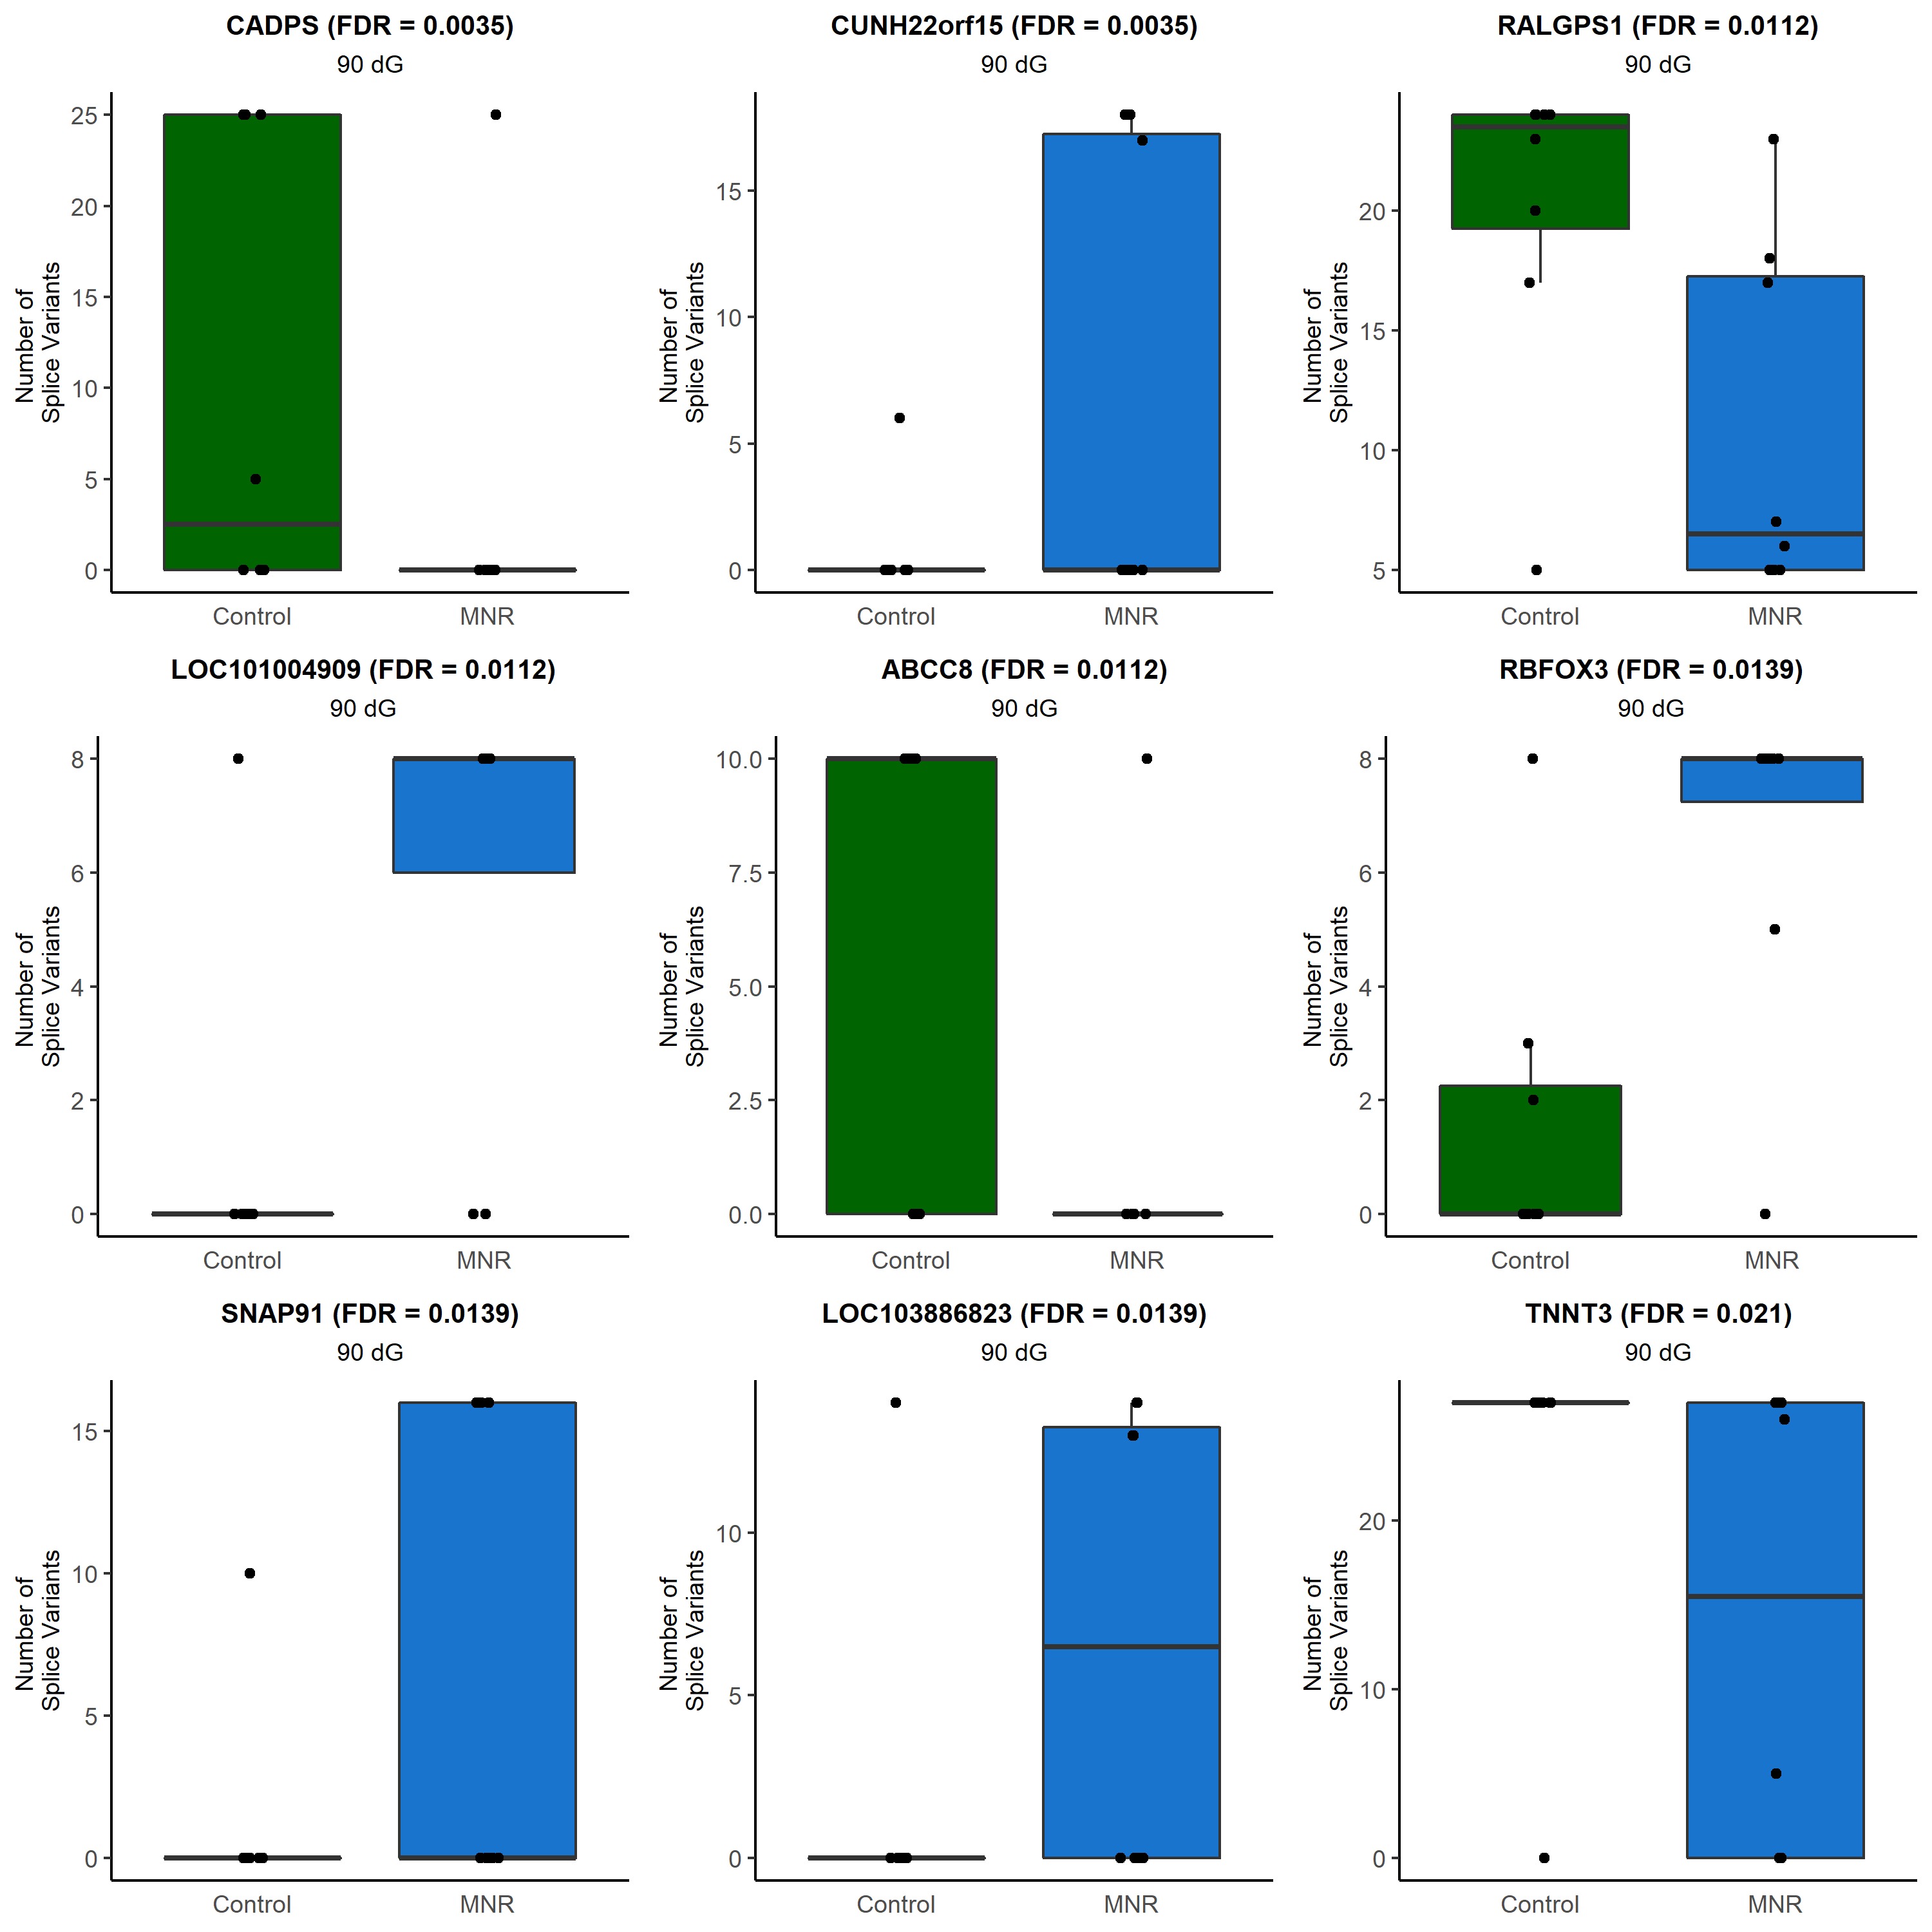 CADPS (FDR = 0.0035)
90 dG
Number of
Splice Variants
25
20
15
10
5
0
Control
MNR
CUNH22orf15 (FDR = 0.0035)
90 dG
Number of
Splice Variants
15
10
5
0
Control
MNR
RALGPS1 (FDR = 0.0112)
90 dG
Number of
Splice Variants
20
15
10
5
Control
MNR
LOC101004909 (FDR = 0.0112)
90 dG
Number of
Splice Variants
8
6
4
2
0
Control
MNR
ABCC8 (FDR = 0.0112)
90 dG
Number of
Splice Variants
10.0
7.5
5.0
2.5
0.0
Control
MNR
RBFOX3 (FDR = 0.0139)
90 dG
Number of
Splice Variants
8
6
4
2
0
Control
MNR
SNAP91 (FDR = 0.0139)
90 dG
Number of
Splice Variants
15
10
5
0
Control
MNR
LOC103886823 (FDR = 0.0139)
90 dG
Number of
Splice Variants
10
5
0
Control
MNR
TNNT3 (FDR = 0.021)
90 dG
Number of
Splice Variants
20
10
0
Control
MNR